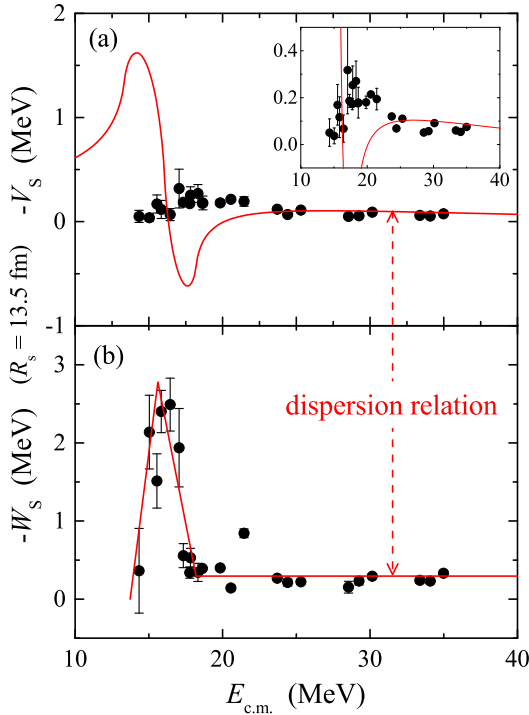 (a)
2
1
0
-1
-V_S (MeV)
0.4
0.2
0.0
10 20 30 40
(R_s = 13.5 fm)
(b)
3
2
1
0
-W_S (MeV)
dispersion relation
10 20 30 40
E_c.m. (MeV)